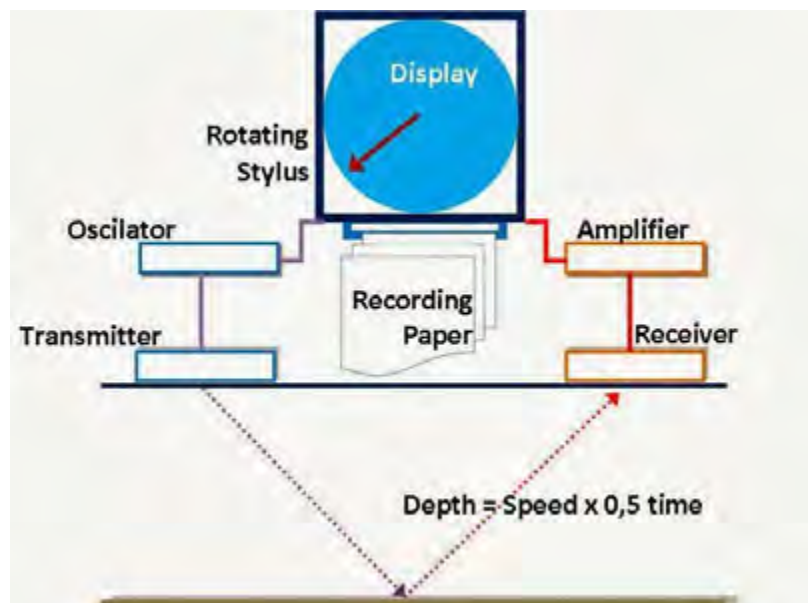 Display
Rotating
Stylus
Oscilator
Amplifier
Recording
Paper
Transmitter
Receiver
Depth = Speed x 0,5 time